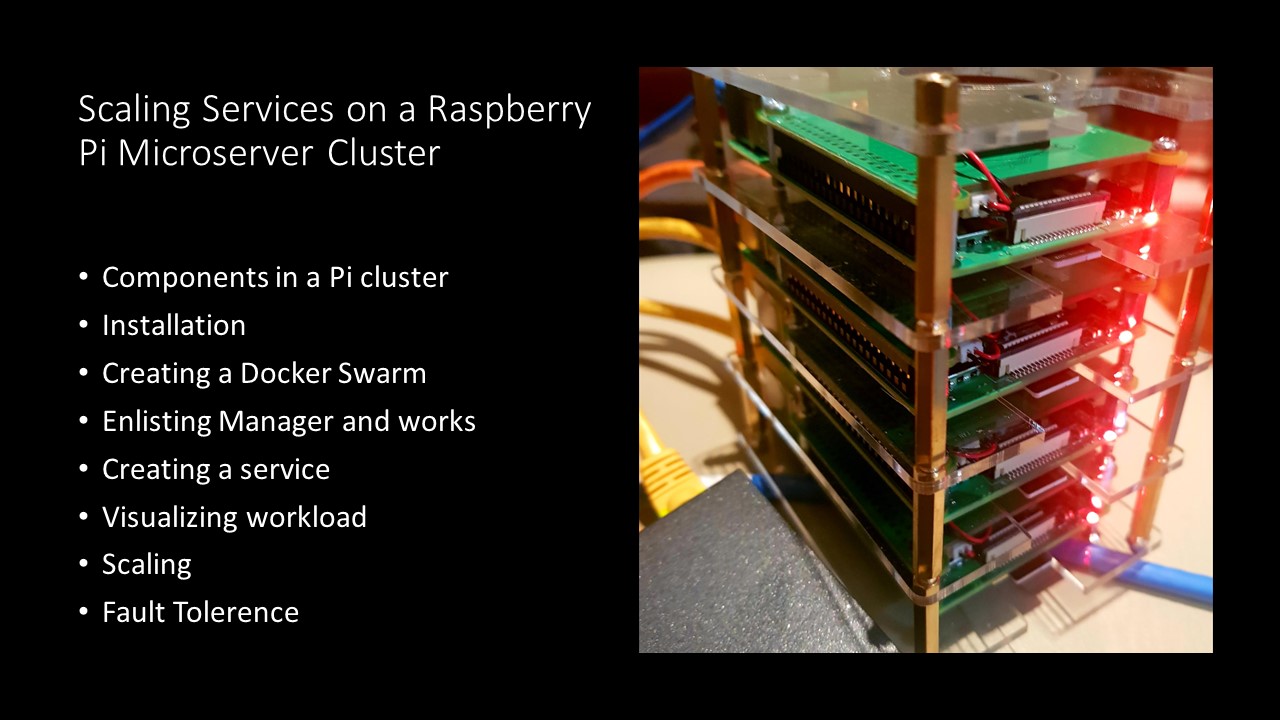 Scaling Services on a Raspberry
Pi Microserver Cluster
• Components in a Pi cluster
• Installation
• Creating a Docker Swarm
• Enlisting Manager and works
• Creating a service
• Visualizing workload
• Scaling
• Fault Tolerence